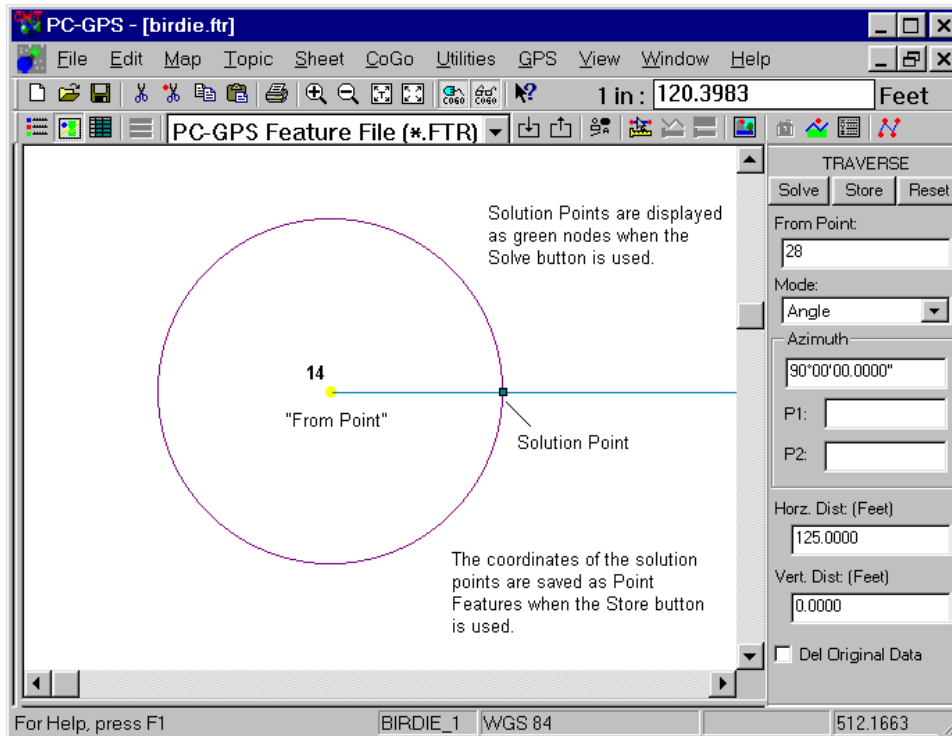 PC-GPS - [birdie.ftr]
File Edit Map Topic Sheet CoGo Utilities GPS View Window Help
COGO COGO 1 in : 120.3983 Feet
PC-GPS Feature File (*.FTR)
TRAVERSE
Solve Store Reset
From Point:
28
Mode:
Angle
Azimuth
90°00'00.0000"
P1:
P2:
Horz. Dist: (Feet)
125.0000
Vert. Dist: (Feet)
0.0000
Del Original Data
Solution Points are displayed
as green nodes when the
Solve button is used.
14
"From Point"
Solution Point
The coordinates of the solution
points are saved as Point
Features when the Store button
is used.
For Help, press F1 BIRDIE_1 WGS 84 512.1663